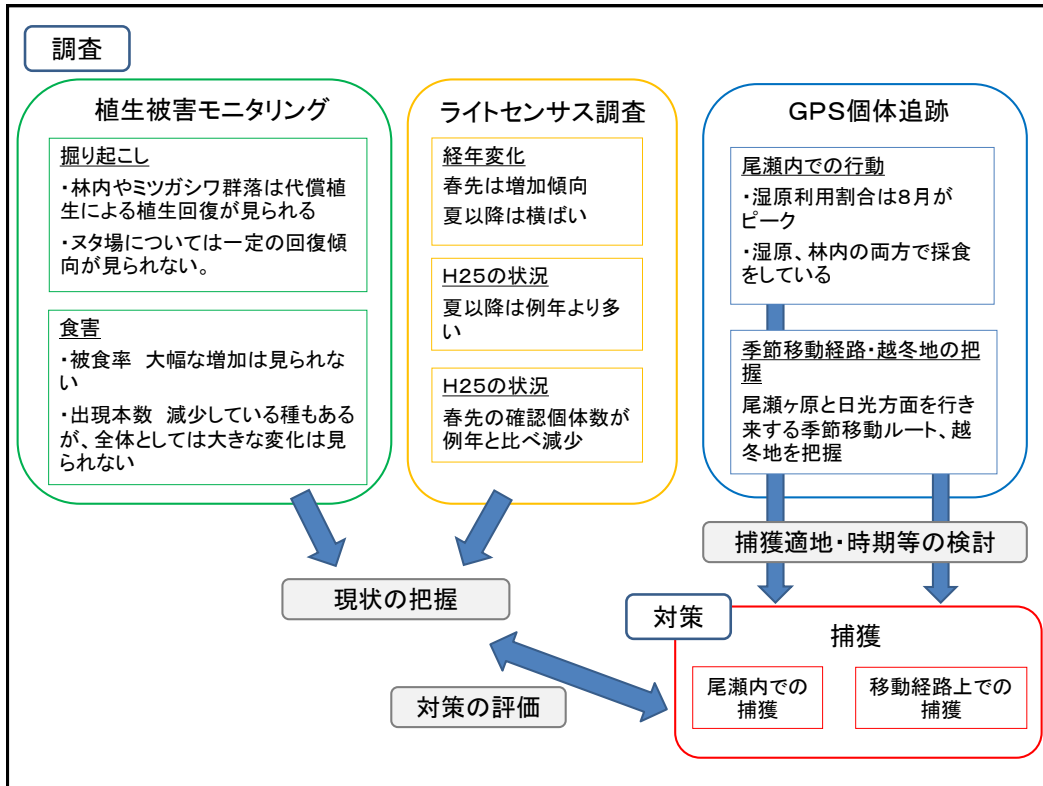 調査
植生被害モニタリング
掘り起こし
・林内やミツガシワ群落は代償植
生による植生回復が見られる
・ヌタ場については一定の回復傾
向が見られない。
食害
・被食率　大幅な増加は見られな
い
・出現本数　減少している種もある
が、全体としては大きな変化は見
られない
ライトセンサス調査
経年変化
春先は増加傾向
夏以降は横ばい
H25の状況
夏以降は例年より多
い
H25の状況
春先の確認個体数が
例年と比べ減少
GPS個体追跡
尾瀬内での行動
・湿原利用割合は8月が
ピーク
・湿原、林内の両方で採食
をしている
季節移動経路・越冬地の把
握
尾瀬ヶ原と日光方面を行き
来する季節移動ルート、越
冬地を把握
捕獲適地・時期等の検討
現状の把握
対策
捕獲
尾瀬内での
捕獲
移動経路上での
捕獲
対策の評価